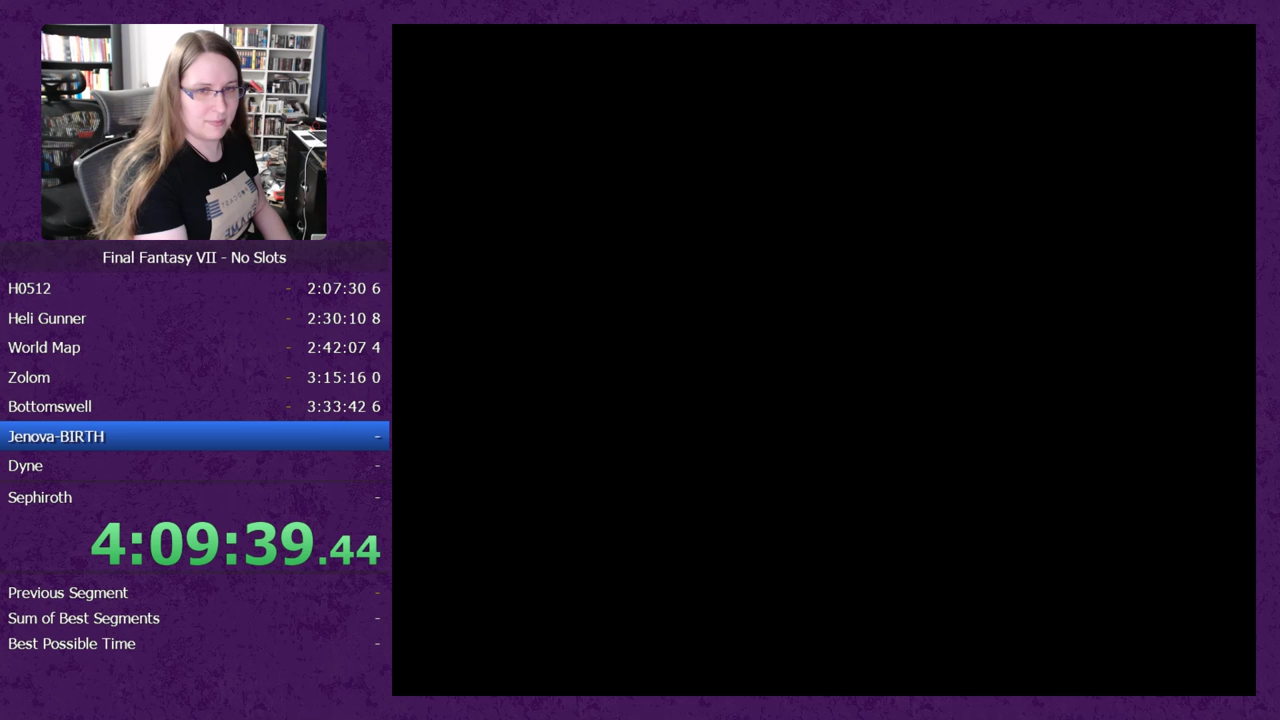 Final Fantasy VII - No Slots
H0512 - 2:07:30 6
Heli Gunner - 2:30:10 8
World Map - 2:42:07 4
Zolom - 3:15:16 0
Bottomswell - 3:33:42 6
Jenova-BIRTH -
Dyne -
Sephiroth -
4:09:39.44
Previous Segment -
Sum of Best Segments -
Best Possible Time -